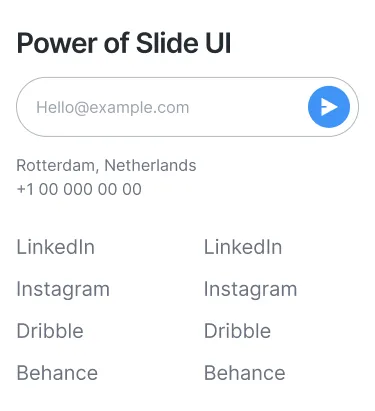 Power of Slide UI
Hello@example.com
Rotterdam, Netherlands
+1 00 000 00 00
LinkedIn LinkedIn
Instagram Instagram
Dribble Dribble
Behance Behance